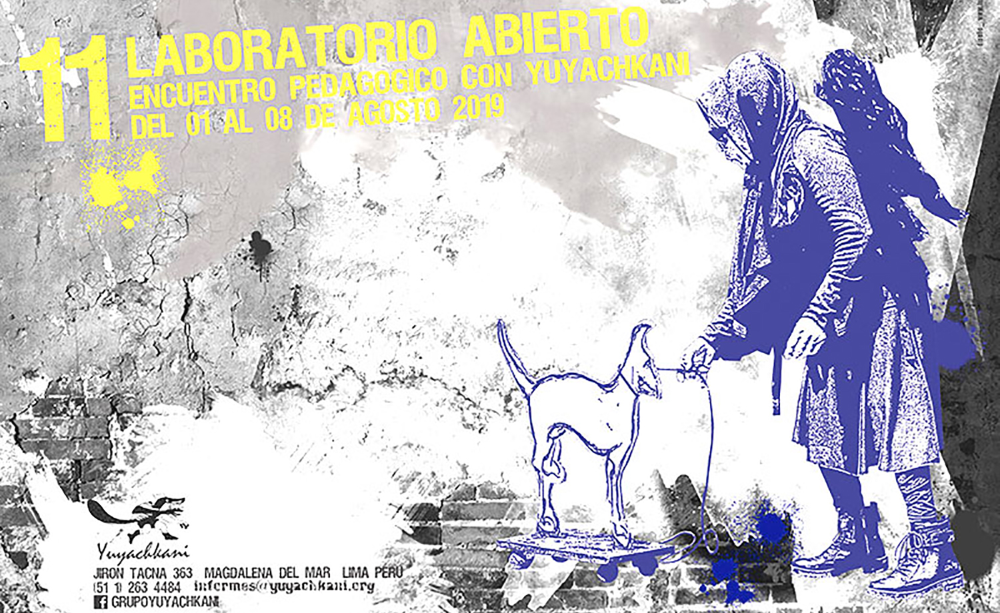 11 LABORATORIO ABIERTO
ENCUENTRO PEDAGOGICO CON YUYACHKANI
DEL 01 AL 08 DE AGOSTO 2019
Yuyachkani
JIRON TACNA 363 MAGDALENA DEL MAR LIMA PERU
(51 1) 263 4484 informes@yuyachkani.org
GRUPOYUYACHKANI